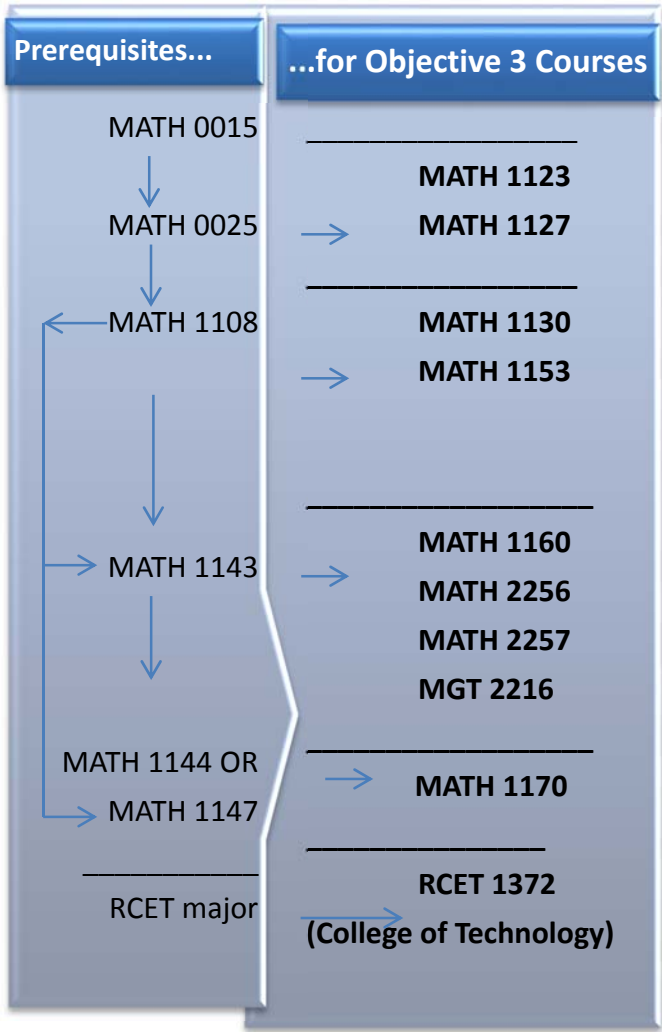 Prerequisites...
...for Objective 3 Courses
MATH 0015
MATH 0025
MATH 1108
MATH 1143
MATH 1144 OR
MATH 1147
RCET major
MATH 1123
MATH 1127
MATH 1130
MATH 1153
MATH 1160
MATH 2256
MATH 2257
MGT 2216
MATH 1170
RCET 1372
(College of Technology)